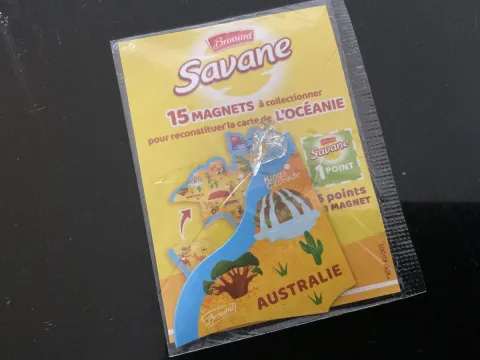 Brossard
Savane
15 MAGNETS à collectionner
pour reconstituer la carte de L'OCÉANIE
Savane
1 POINT
5 points
MAGNET
Kings
AUSTRALIE
Brossard